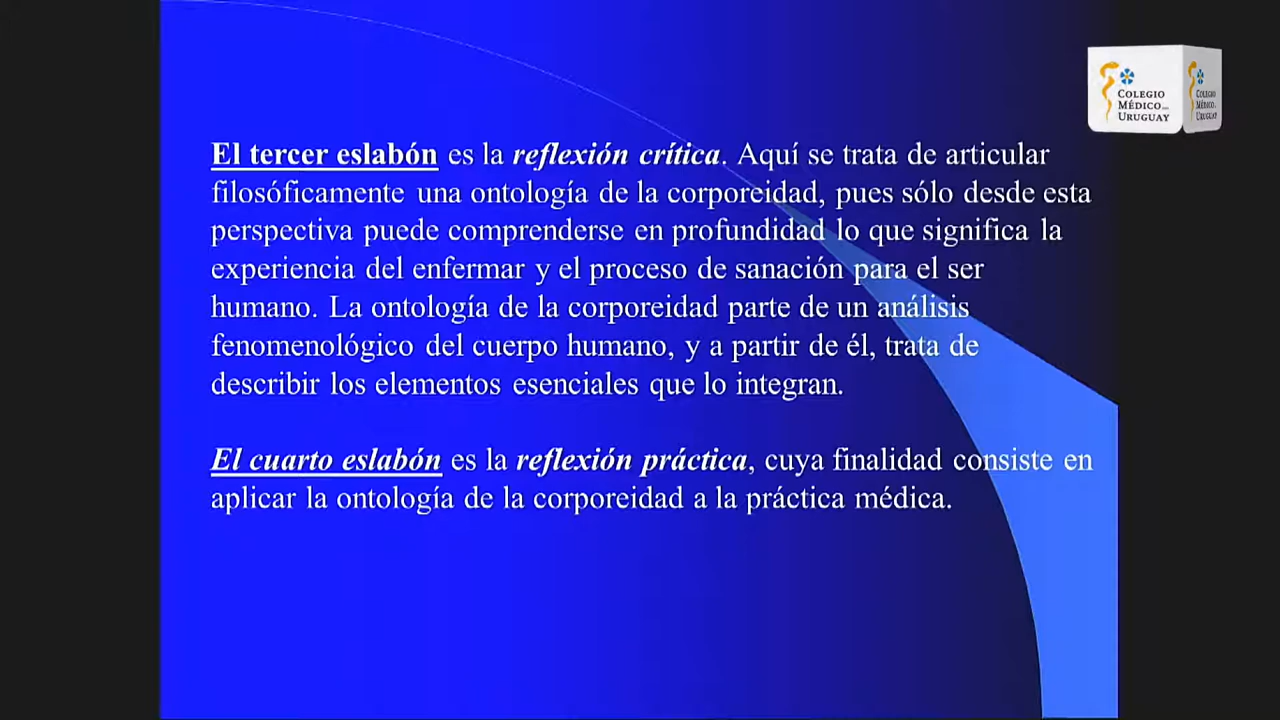 COLEGIO
MÉDICO DEL
URUGUAY
El tercer eslabón es la reflexión crítica. Aquí se trata de articular
filosóficamente una ontología de la corporeidad, pues sólo desde esta
perspectiva puede comprenderse en profundidad lo que significa la
experiencia del enfermar y el proceso de sanación para el ser
humano. La ontología de la corporeidad parte de un análisis
fenomenológico del cuerpo humano, y a partir de él, trata de
describir los elementos esenciales que lo integran.
El cuarto eslabón es la reflexión práctica, cuya finalidad consiste en
aplicar la ontología de la corporeidad a la práctica médica.